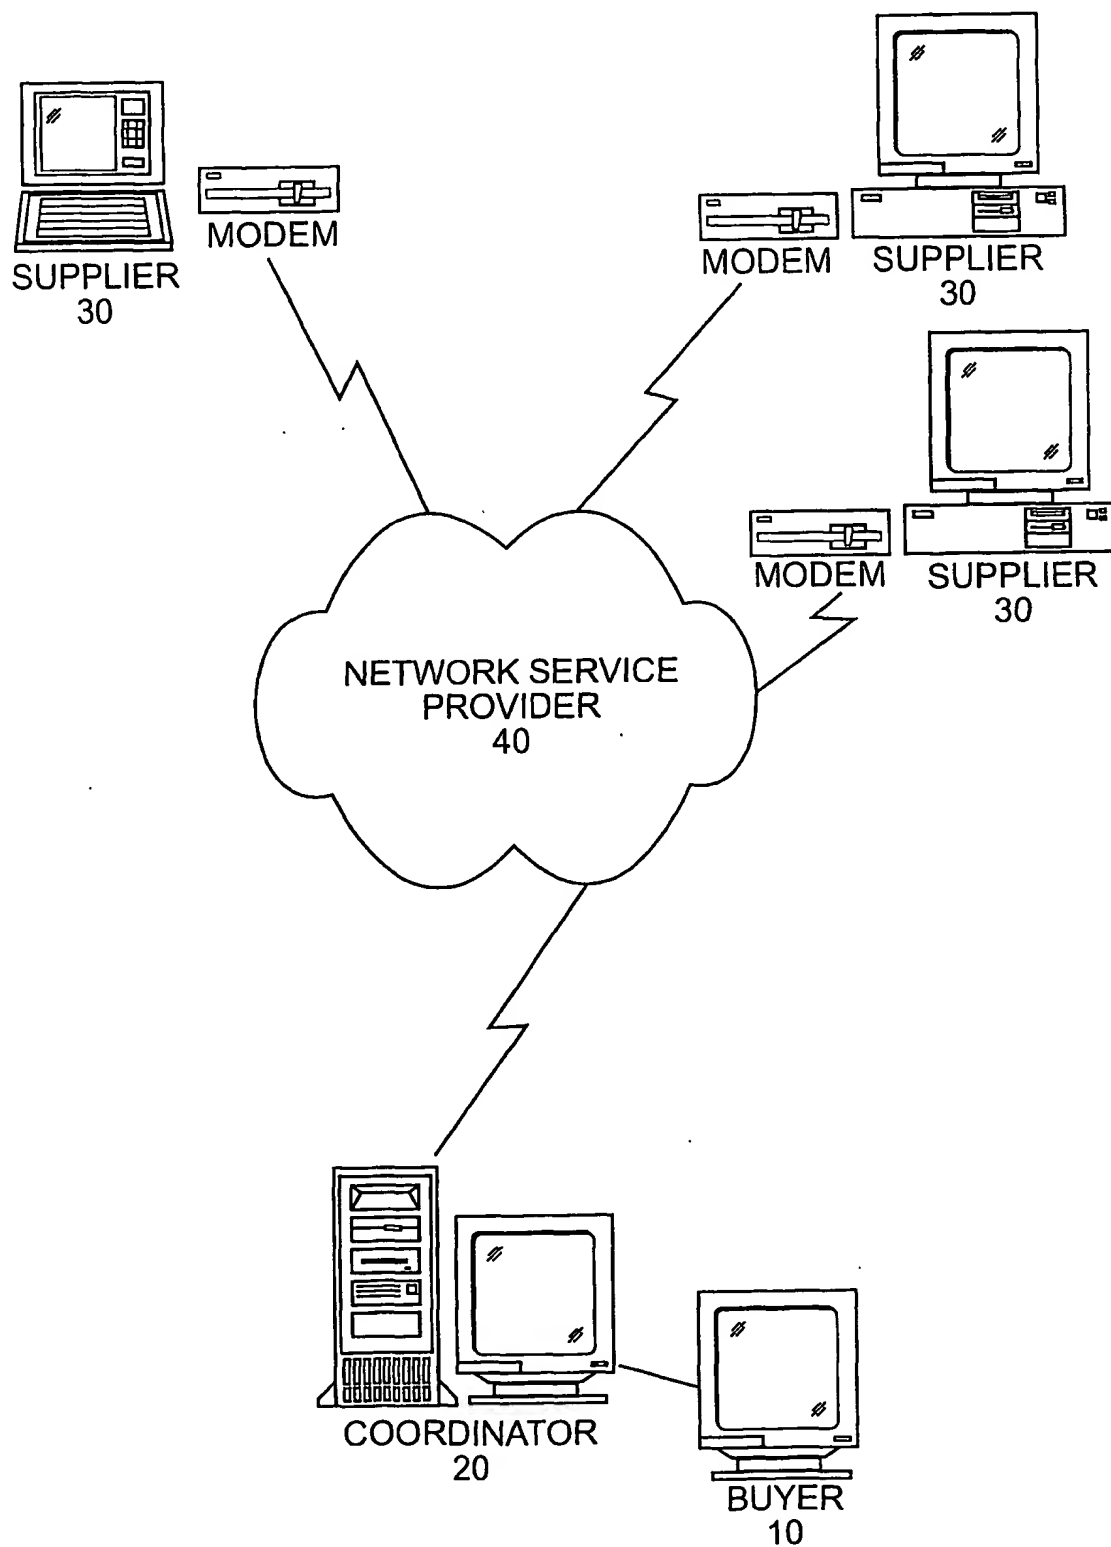 MODEM
SUPPLIER
30
MODEM
SUPPLIER
30
MODEM
SUPPLIER
30
NETWORK SERVICE
PROVIDER
40
COORDINATOR
20
BUYER
10